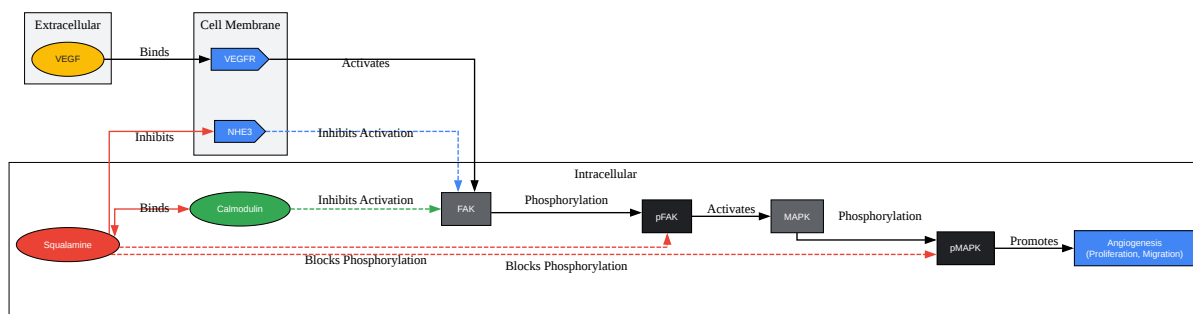 Extracellular
Cell Membrane
VEGF
Binds
VEGFR
Activates
Inhibits
NHE3
Inhibits Activation
Intracellular
Binds
Calmodulin
Inhibits Activation
FAK
Phosphorylation
pFAK
Activates
MAPK
Phosphorylation
Squalamine
Blocks Phosphorylation
Blocks Phosphorylation
pMAPK
Promotes
Angiogenesis
(Proliferation, Migration)